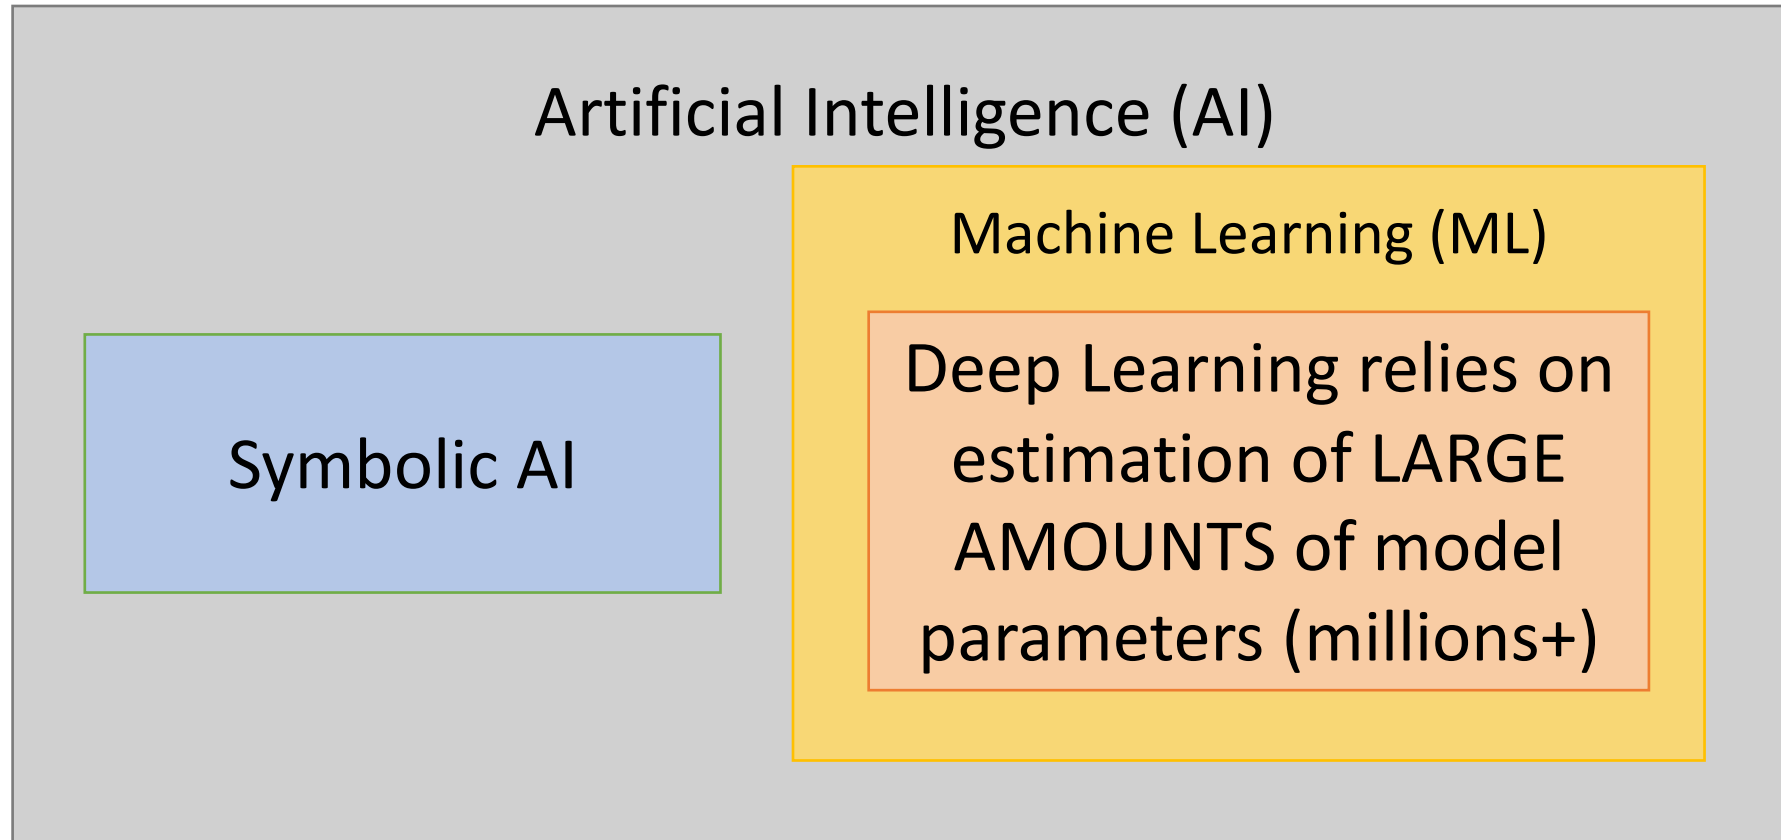 Artificial Intelligence (AI)
Machine Learning (ML)
Symbolic AI
Deep Learning relies on
estimation of LARGE
AMOUNTS of model
parameters (millions+)